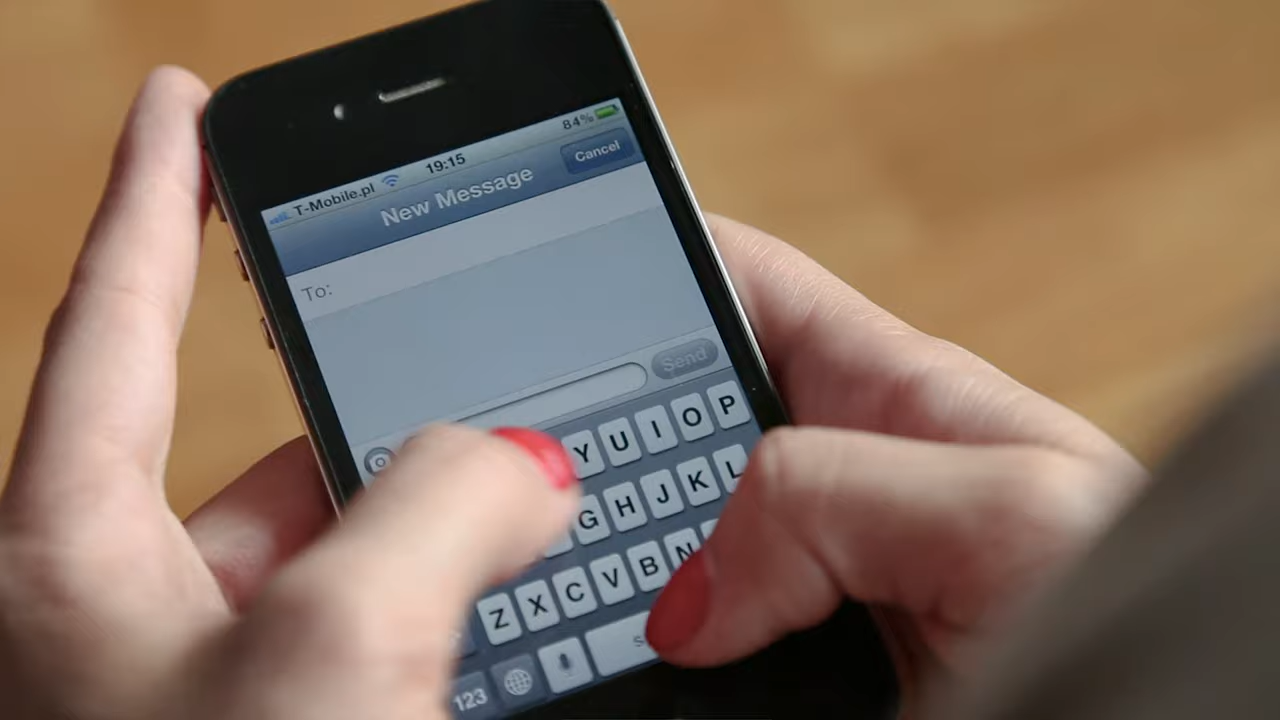 T-Mobile.pl 19:15 84%
New Message Cancel
To:
Send
Y U I O P
G H J K L
Z X C V B N
123